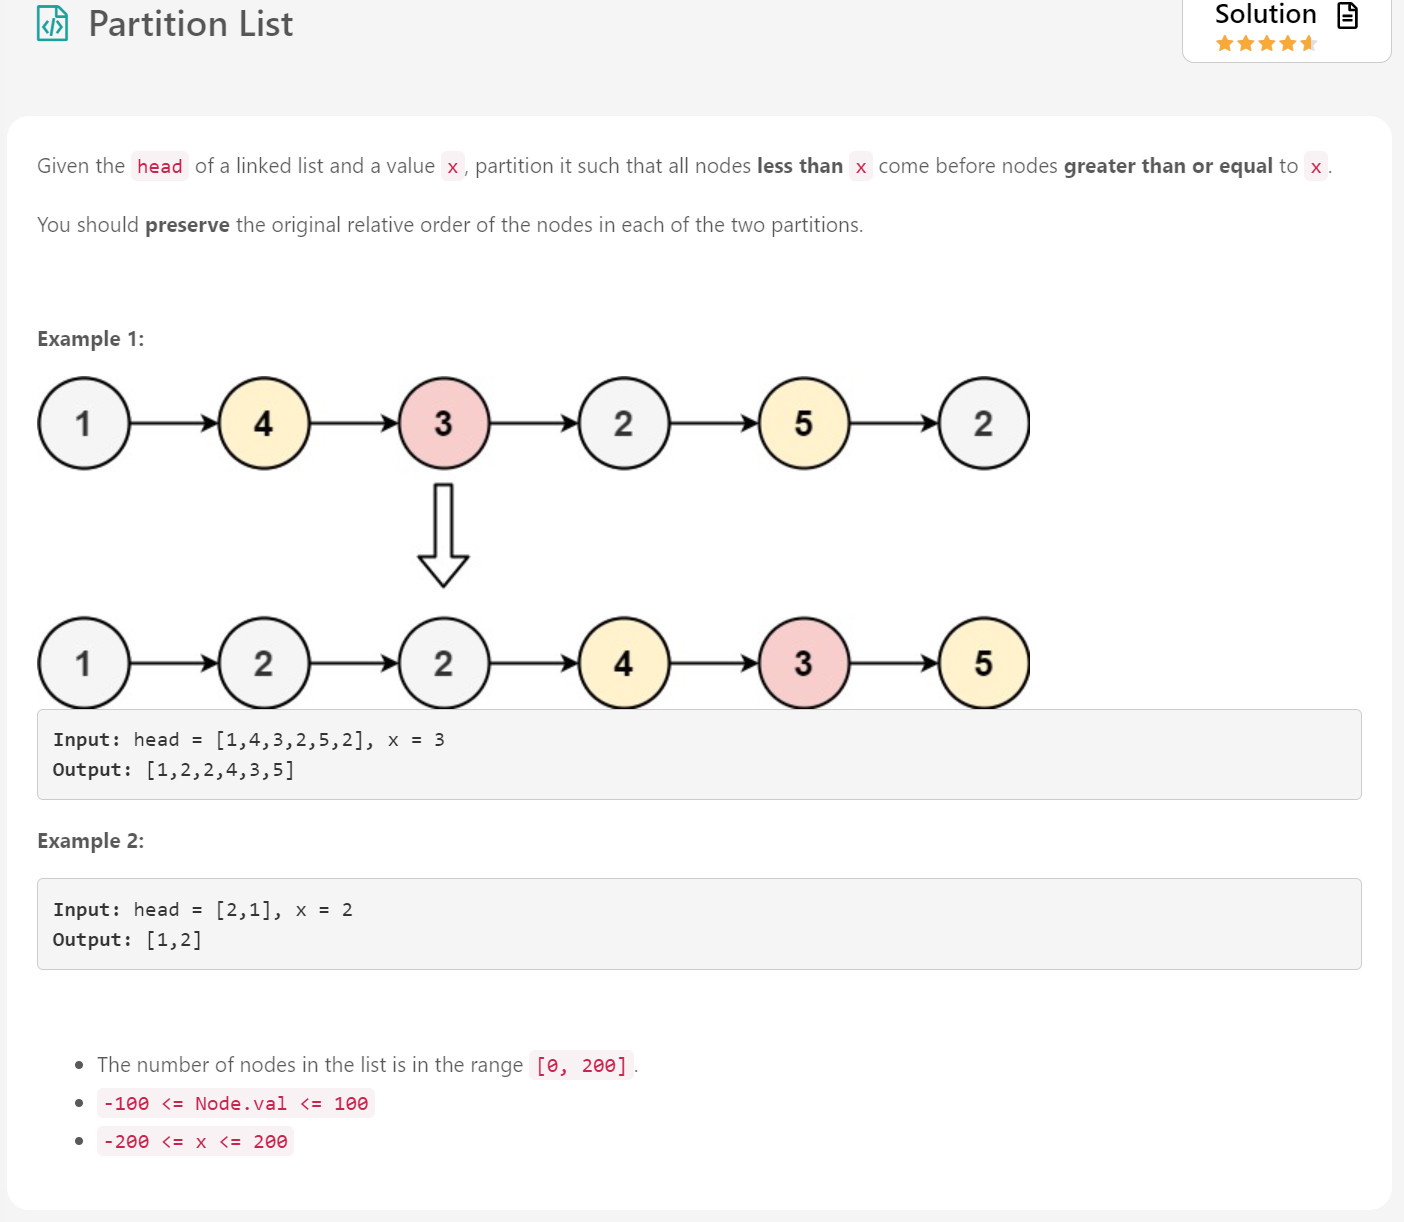 Partition List
Solution
Given the head of a linked list and a value x, partition it such that all nodes less than x come before nodes greater than or equal to x.
You should preserve the original relative order of the nodes in each of the two partitions.
Example 1:
1 4 3 2 5 2
1 2 2 4 3 5
Input: head = [1,4,3,2,5,2], x = 3
Output: [1,2,2,4,3,5]
Example 2:
Input: head = [2,1], x = 2
Output: [1,2]
The number of nodes in the list is in the range [0, 200].
-100 <= Node.val <= 100
-200 <= x <= 200